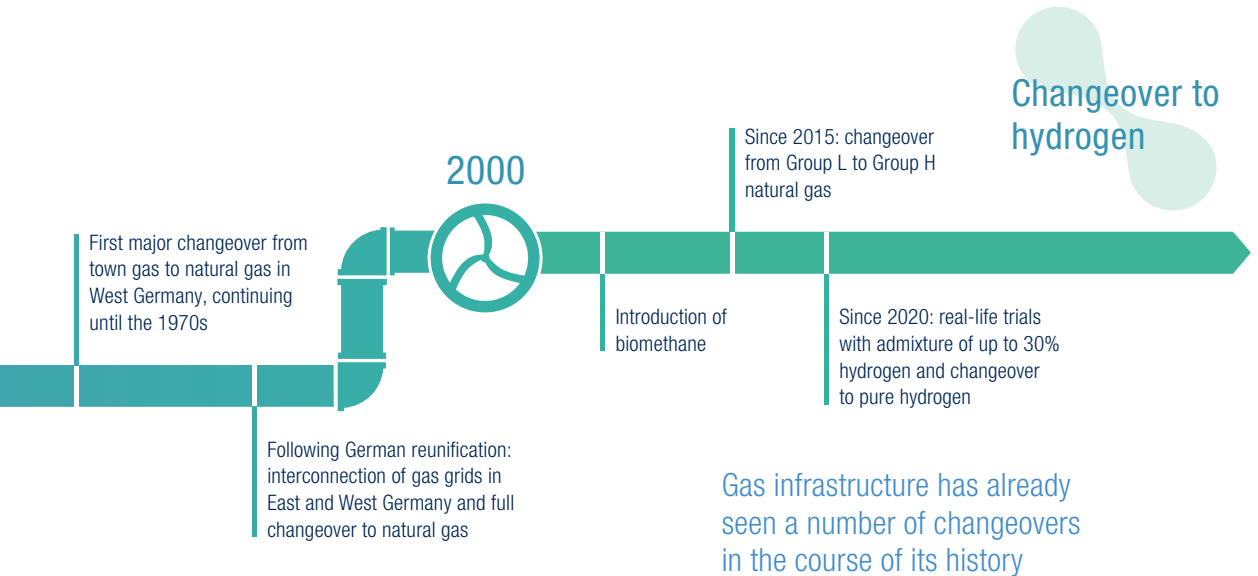 Changeover to
hydrogen
Since 2015: changeover
from Group L to Group H
natural gas
2000
First major changeover from
town gas to natural gas in
West Germany, continuing
until the 1970s
Introduction of
biomethane
Since 2020: real-life trials
with admixture of up to 30%
hydrogen and changeover
to pure hydrogen
Following German reunification:
interconnection of gas grids in
East and West Germany and full
changeover to natural gas
Gas infrastructure has already
seen a number of changeovers
in the course of its history